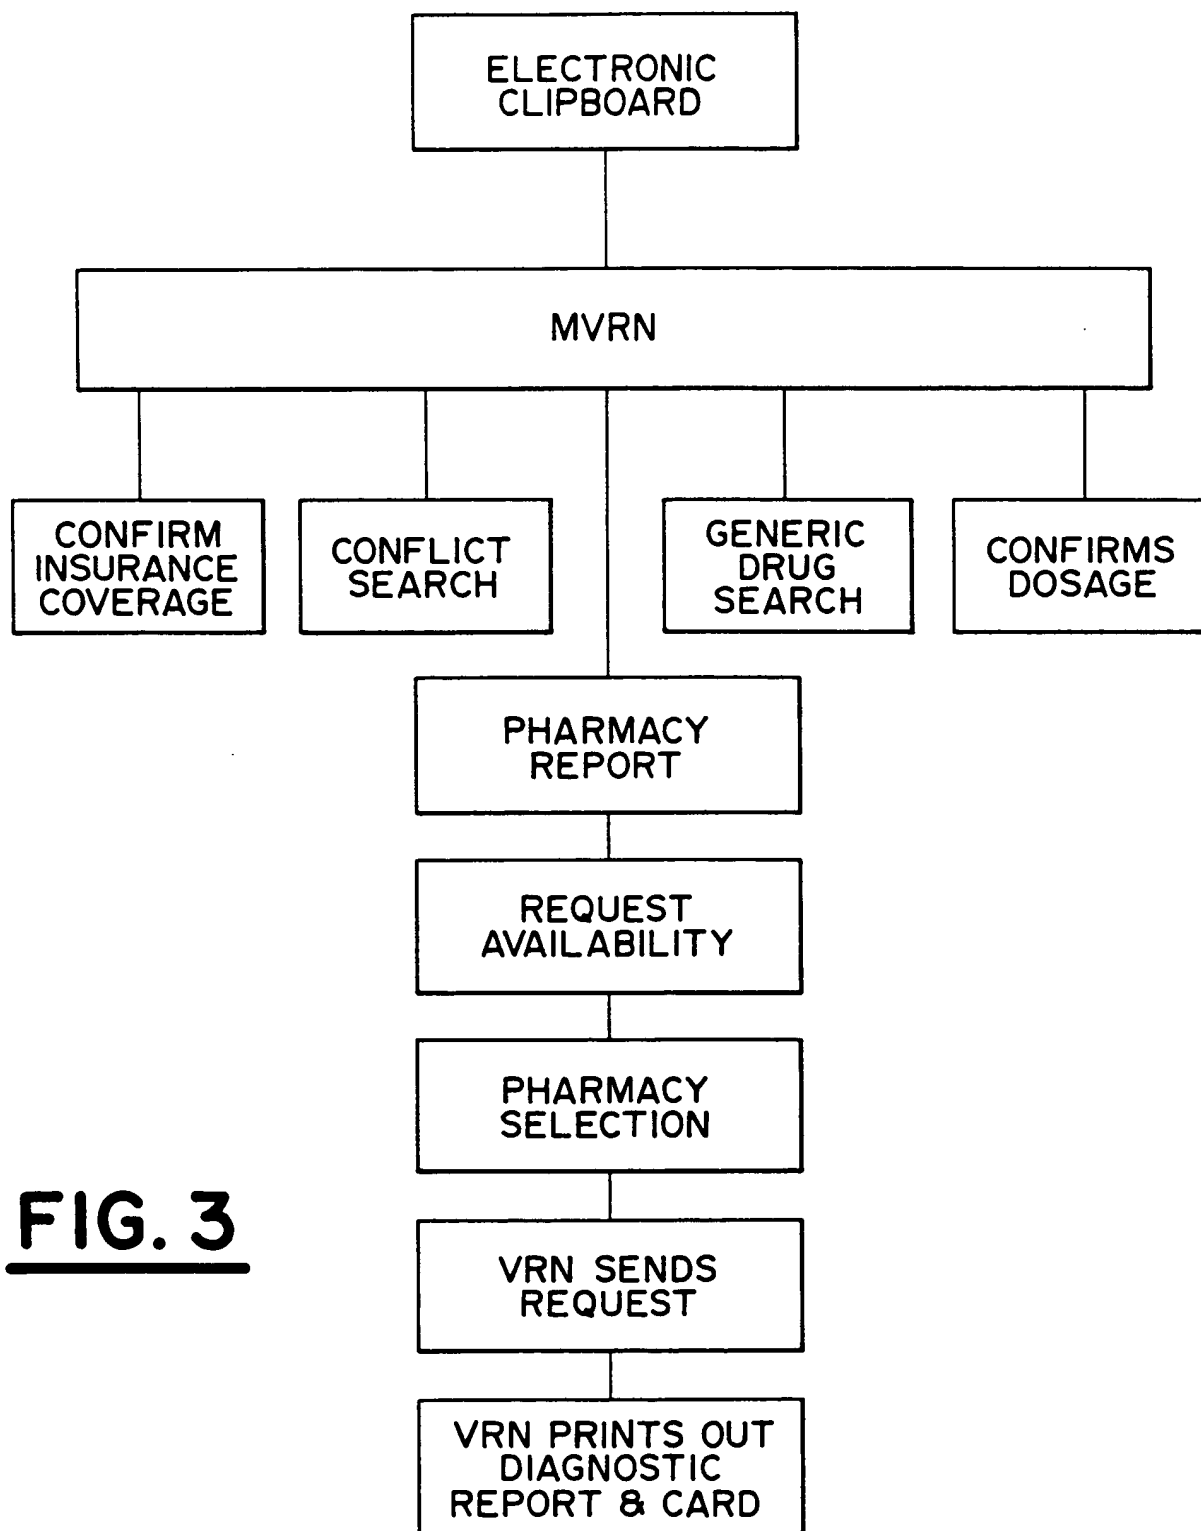 ELECTRONIC
CLIPBOARD
MVRN
CONFIRM
INSURANCE
COVERAGE
CONFLICT
SEARCH
GENERIC
DRUG
SEARCH
CONFIRMS
DOSAGE
PHARMACY
REPORT
REQUEST
AVAILABILITY
PHARMACY
SELECTION
VRN SENDS
REQUEST
VRN PRINTS OUT
DIAGNOSTIC
REPORT & CARD
FIG. 3